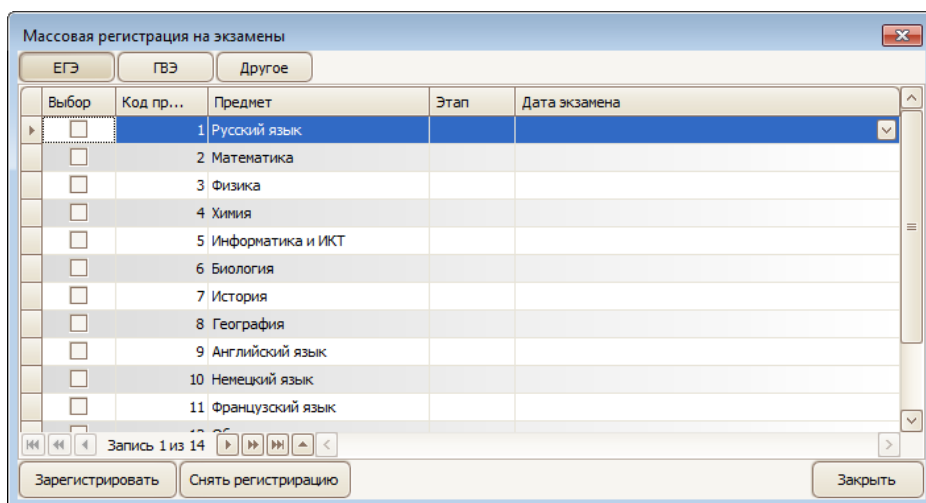 Массовая регистрация на экзамены
ЕГЭ ГВЭ Другое
Выбор Код пр... Предмет Этап Дата экзамена
1 Русский язык
2 Математика
3 Физика
4 Химия
5 Информатика и ИКТ
6 Биология
7 История
8 География
9 Английский язык
10 Немецкий язык
11 Французский язык
Запись 1 из 14
Зарегистрировать Снять регистрирацию Закрыть